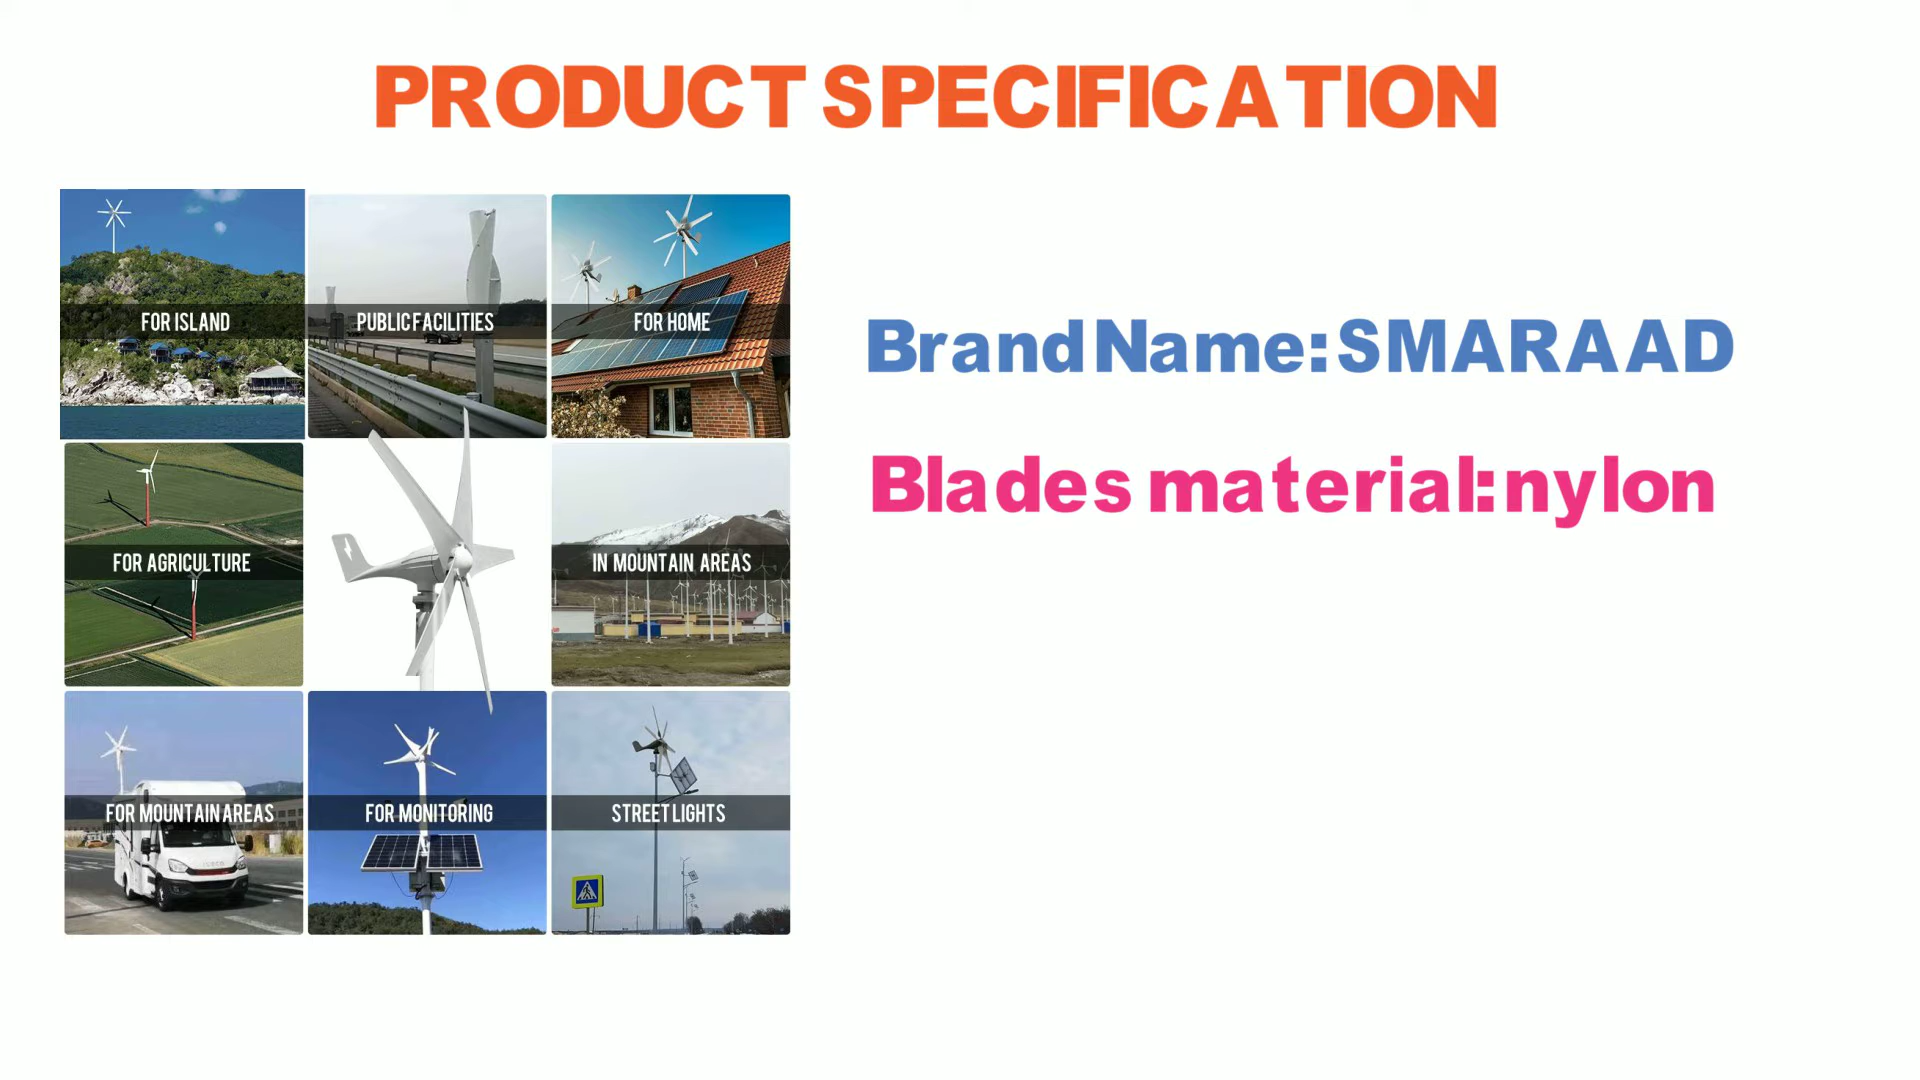 PRODUCT SPECIFICATION
FOR ISLAND
PUBLIC FACILITIES
FOR HOME
Brand Name: SMARAAD
Blades material: nylon
FOR AGRICULTURE
IN MOUNTAIN AREAS
FOR MOUNTAIN AREAS
FOR MONITORING
STREET LIGHTS
IVECO